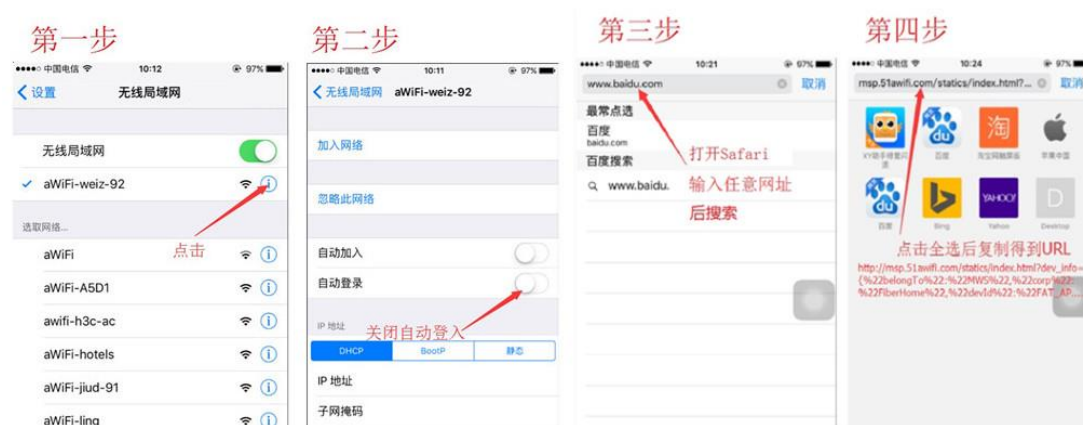 第一步
中国电信
10:12
97%
设置
无线局域网
无线局域网
aWiFi-weiz-92
点击
选取网络...
aWiFi
aWiFi-A5D1
awifi-h3c-ac
aWiFi-hotels
aWiFi-jiud-91
aWiFi-ling
第二步
中国电信
10:11
97%
无线局域网
aWiFi-weiz-92
加入网络
忽略此网络
自动加入
自动登录
关闭自动登入
IP 地址
DHCP
BootP
静态
IP 地址
子网掩码
第三步
中国电信
10:21
97%
www.baidu.com
取消
最常点选
百度
baidu.com
百度搜索
www.baidu.
打开Safari
输入任意网址
后搜索
第四步
中国电信
10:24
97%
msp.51awifi.com/statics/index.html?...
取消
百度
淘宝网触屏版
苹果中国
百度
Bing
Yahoo
Desktop
点击全选后复制得到URL
http://msp.51awifi.com/statics/index.html?dev_info=
{%22belongTo%22:%22MWS%22,%22corp%22:
%22FiberHome%22,%22devId%22:%22FAT_AP...